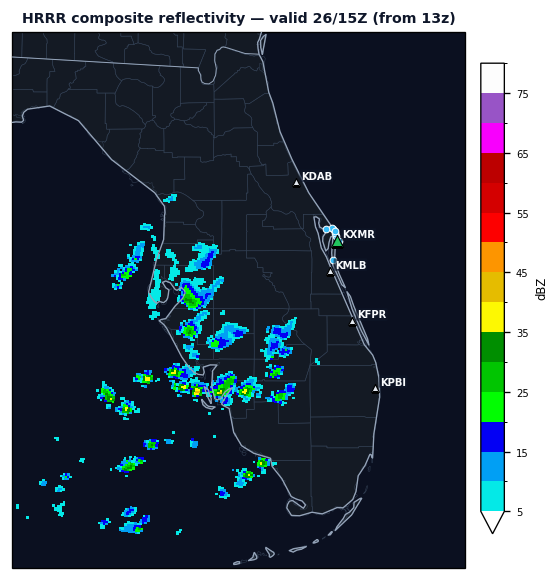 HRRR composite reflectivity — valid 26/15Z (from 13z)
KDAB
KXMR
KMLB
KFPR
KPBI
75
65
55
45
35
25
15
5
dBZ